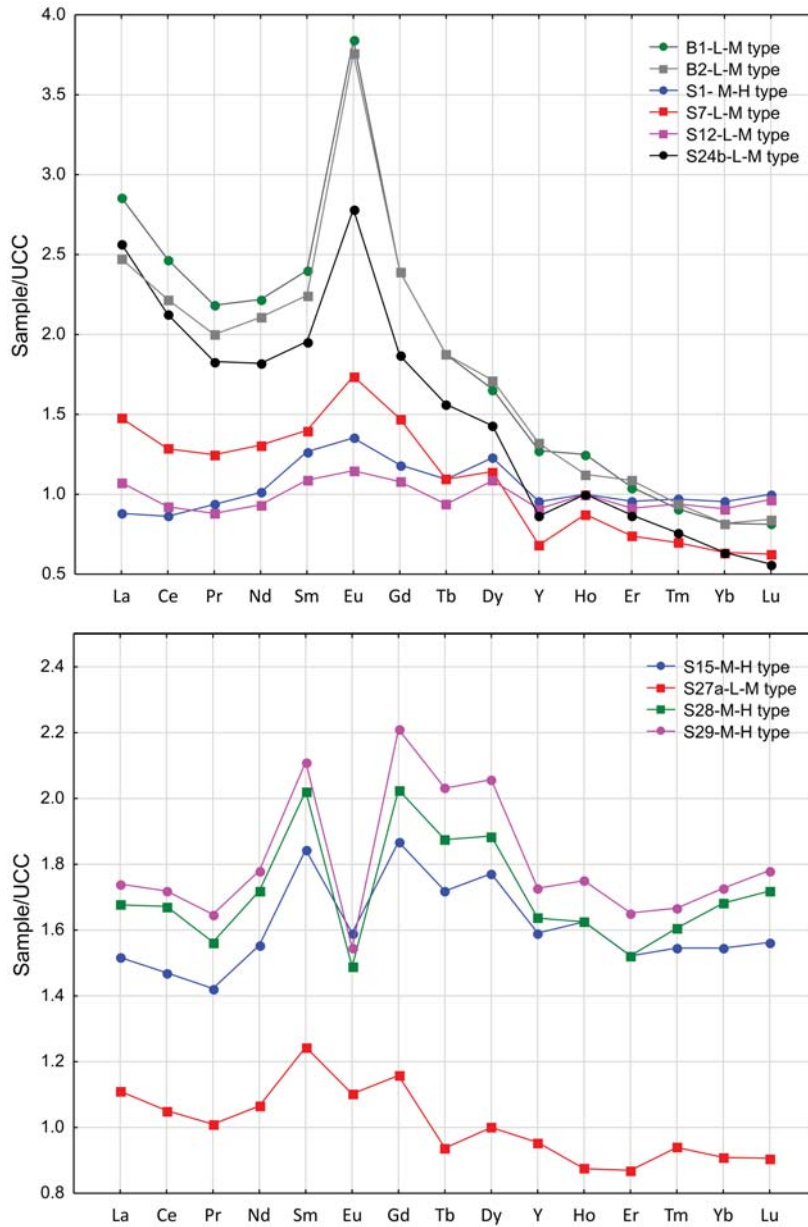 4.0
3.5
3.0
2.5
2.0
1.5
1.0
0.5
Sample/UCC
B1-L-M type
B2-L-M type
S1- M-H type
S7-L-M type
S12-L-M type
S24b-L-M type
La Ce Pr Nd Sm Eu Gd Tb Dy Y Ho Er Tm Yb Lu
2.4
2.2
2.0
1.8
1.6
1.4
1.2
1.0
0.8
Sample/UCC
S15-M-H type
S27a-L-M type
S28-M-H type
S29-M-H type
La Ce Pr Nd Sm Eu Gd Tb Dy Y Ho Er Tm Yb Lu